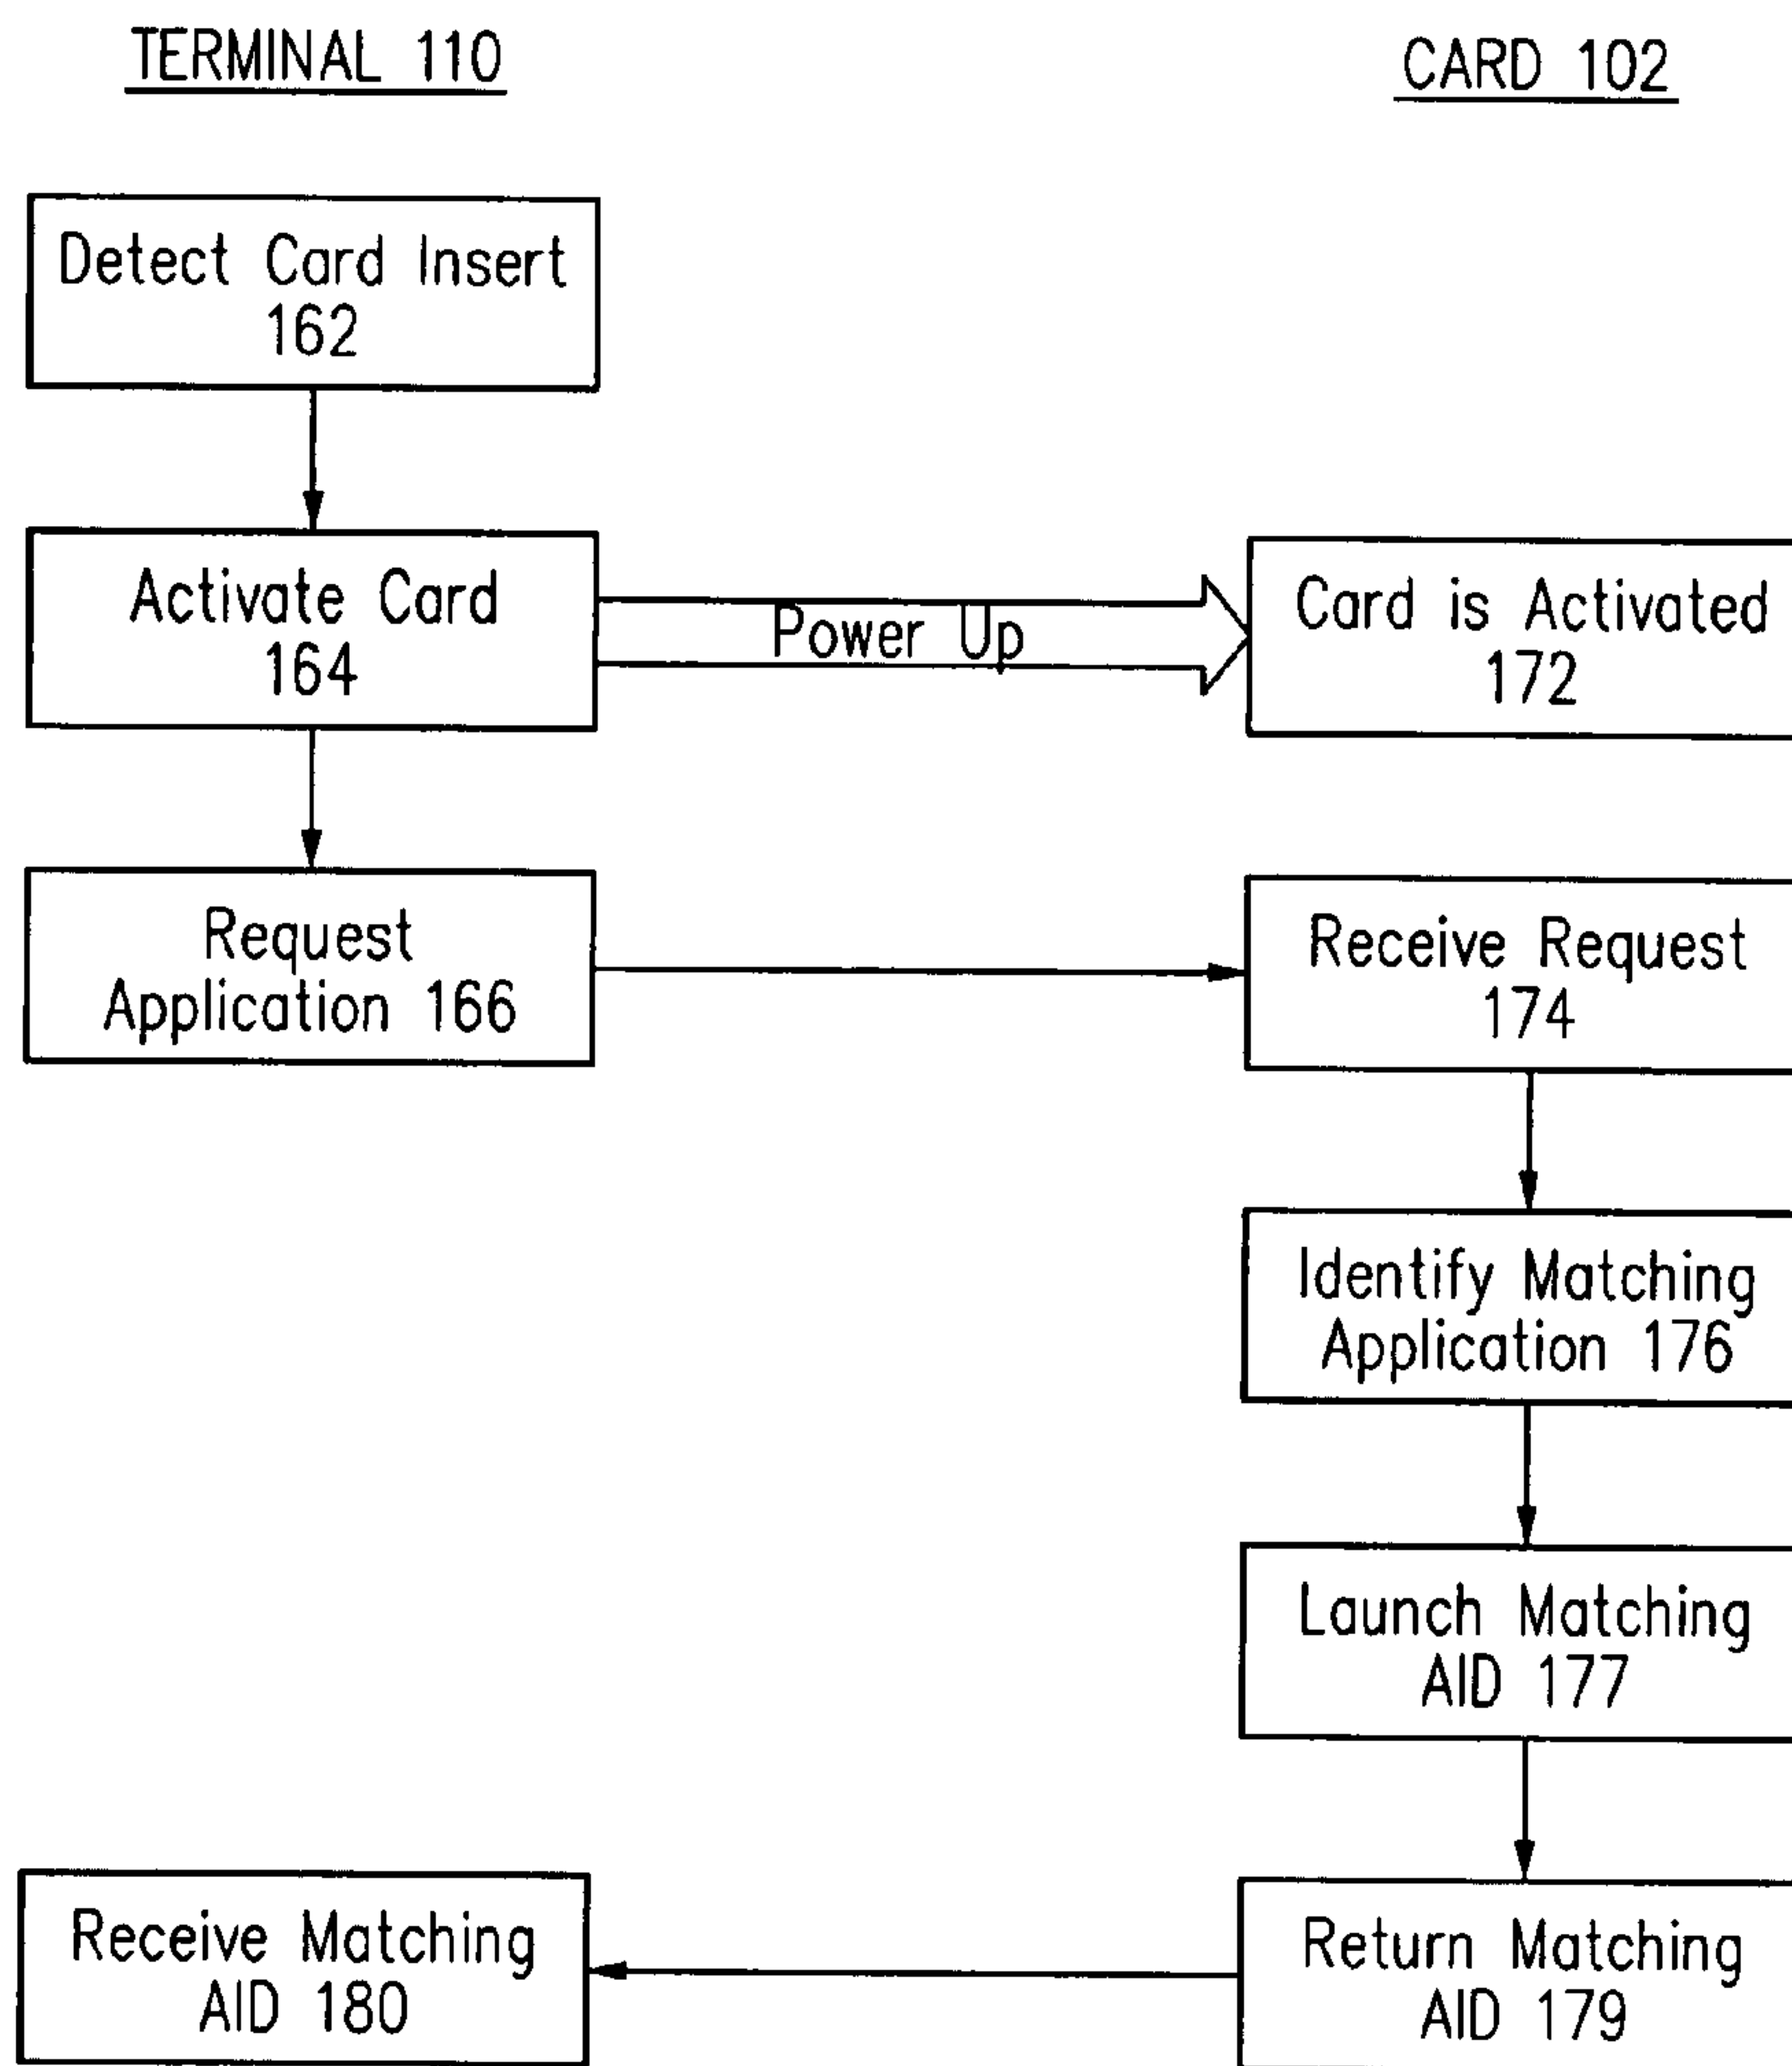 TERMINAL 110
CARD 102
Detect Card Insert
162
Activate Card
164
Power Up
Card is Activated
172
Request
Application 166
Receive Request
174
Identify Matching
Application 176
Launch Matching
AID 177
Receive Matching
AID 180
Return Matching
AID 179